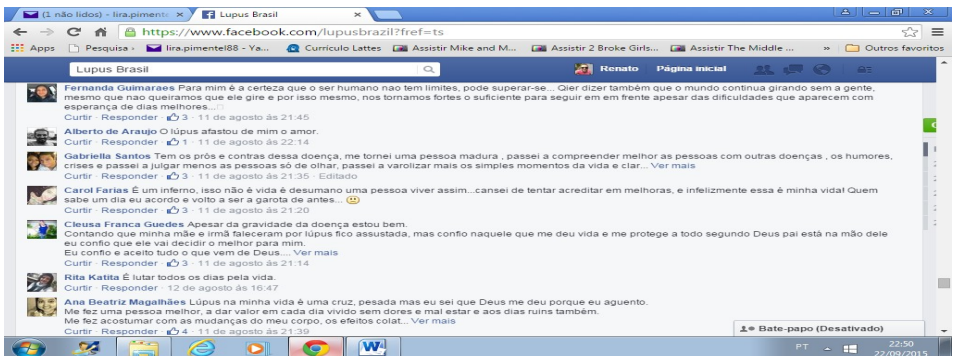 (1 não lidos) - lira.piment
Lupus Brasil
https://www.facebook.com/lupusbrazil?fref=ts
Apps
Pesquisa
lira.pimentel88 - Ya...
Currículo Lattes
Assistir Mike and M...
Assistir 2 Broke Girls...
Assistir The Middle ...
»
Outros favoritos
Lupus Brasil
Renato
Página inicial
Fernanda Guimaraes Para mim é a certeza que o ser humano nao tem limites, pode superar-se... Qier dizer também que o mundo continua girando sem a gente,
mesmo que nao queiramos que ele gire e por isso mesmo, nos tornamos fortes o suficiente para seguir em em frente apesar das dificuldades que aparecem com
esperança de dias melhores...
Curtir · Responder · 3 · 11 de agosto às 21:45
Alberto de Araujo O lúpus afastou de mim o amor.
Curtir · Responder · 1 · 11 de agosto às 22:14
Gabriella Santos Tem os prós e contras dessa doença, me tornei uma pessoa madura , passei a compreender melhor as pessoas com outras doenças , os humores,
crises e passei a julgar menos as pessoas só de olhar, passei a varolizar mais os simples momentos da vida e clar... Ver mais
Curtir · Responder · 3 · 11 de agosto às 21:35 · Editado
Carol Farias É um inferno, isso não é vida é desumano uma pessoa viver assim...cansei de tentar acreditar em melhoras, e infelizmente essa é minha vida! Quem
sabe um dia eu acordo e volto a ser a garota de antes...
Curtir · Responder · 3 · 11 de agosto às 21:20
Cleusa Franca Guedes Apesar da gravidade da doença estou bem.
Contando que minha mãe e irmã faleceram por lúpus fico assustada, mas confio naquele que me deu vida e me protege a todo segundo Deus pai está na mão dele
eu confio que ele vai decidir o melhor para mim.
Eu confio e aceito tudo o que vem de Deus.... Ver mais
Curtir · Responder · 3 · 11 de agosto às 21:14
Rita Katita É lutar todos os dias pela vida.
Curtir · Responder · 12 de agosto às 16:47
Ana Beatriz Magalhães Lúpus na minha vida é uma cruz, pesada mas eu sei que Deus me deu porque eu aguento.
Me fez uma pessoa melhor, a dar valor em cada dia vivido sem dores e mal estar e aos dias ruins também.
Me fez acostumar com as mudanças do meu corpo, os efeitos colat... Ver mais
Curtir · Responder · 4 · 11 de agosto às 21:39
Bate-papo (Desativado)
PT
22:50
22/09/2015